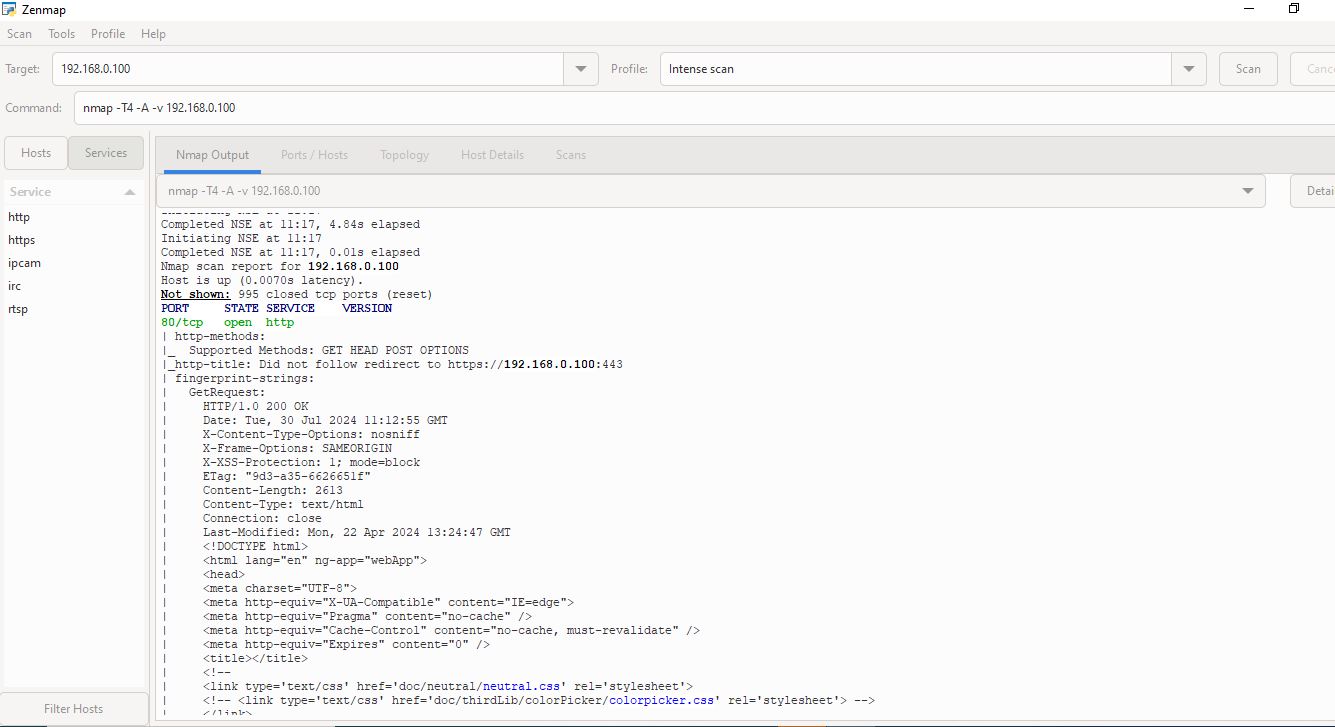 Zenmap
Scan Tools Profile Help
Target: 192.168.0.100 Profile: Intense scan Scan
Command: nmap -T4 -A -v 192.168.0.100
Hosts Services
Nmap Output Ports / Hosts Topology Host Details Scans
nmap -T4 -A -v 192.168.0.100
Service
http
https
ipcam
irc
rtsp
Filter Hosts
Completed NSE at 11:17, 4.84s elapsed
Initiating NSE at 11:17
Completed NSE at 11:17, 0.01s elapsed
Nmap scan report for 192.168.0.100
Host is up (0.0070s latency).
Not shown: 995 closed tcp ports (reset)
PORT STATE SERVICE VERSION
80/tcp open http
| http-methods:
|_ Supported Methods: GET HEAD POST OPTIONS
|_http-title: Did not follow redirect to https://192.168.0.100:443
| fingerprint-strings:
| GetRequest:
| HTTP/1.0 200 OK
| Date: Tue, 30 Jul 2024 11:12:55 GMT
| X-Content-Type-Options: nosniff
| X-Frame-Options: SAMEORIGIN
| X-XSS-Protection: 1; mode=block
| ETag: "9d3-a35-6626651f"
| Content-Length: 2613
| Content-Type: text/html
| Connection: close
| Last-Modified: Mon, 22 Apr 2024 13:24:47 GMT
| <!DOCTYPE html>
| <html lang="en" ng-app="webApp">
| <head>
| <meta charset="UTF-8">
| <meta http-equiv="X-UA-Compatible" content="IE=edge">
| <meta http-equiv="Pragma" content="no-cache" />
| <meta http-equiv="Cache-Control" content="no-cache, must-revalidate" />
| <meta http-equiv="Expires" content="0" />
| <title></title>
| <!--
| <link type='text/css' href='doc/neutral/neutral.css' rel='stylesheet'>
| <!-- <link type='text/css' href='doc/thirdLib/colorPicker/colorpicker.css' rel='stylesheet'> -->
| </link>